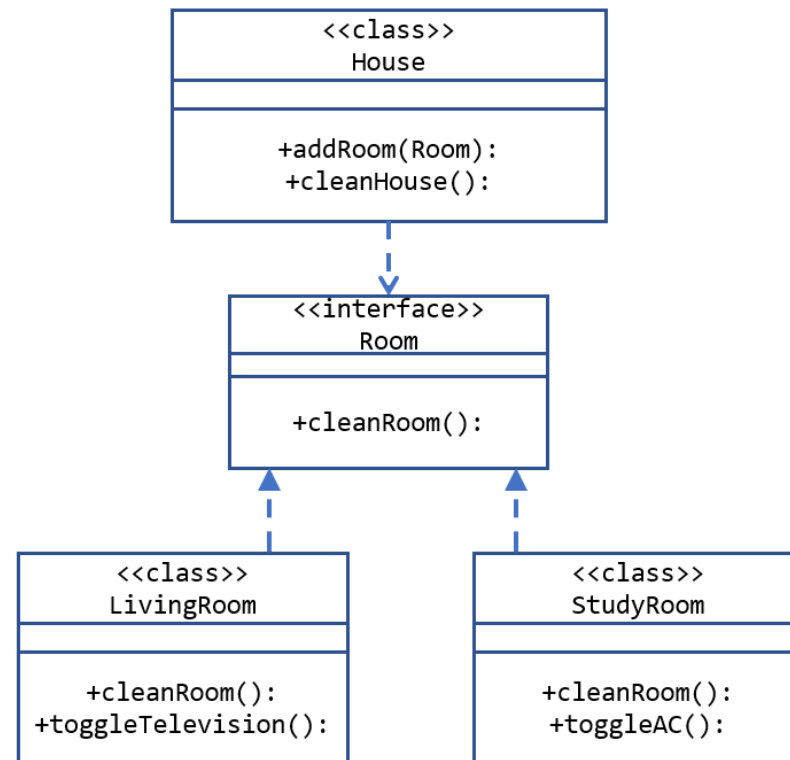 <<class>>
House
+addRoom(Room):
+cleanHouse():
<<interface>>
Room
+cleanRoom():
<<class>>
LivingRoom
+cleanRoom():
+toggleTelevision():
<<class>>
StudyRoom
+cleanRoom():
+toggleAC():